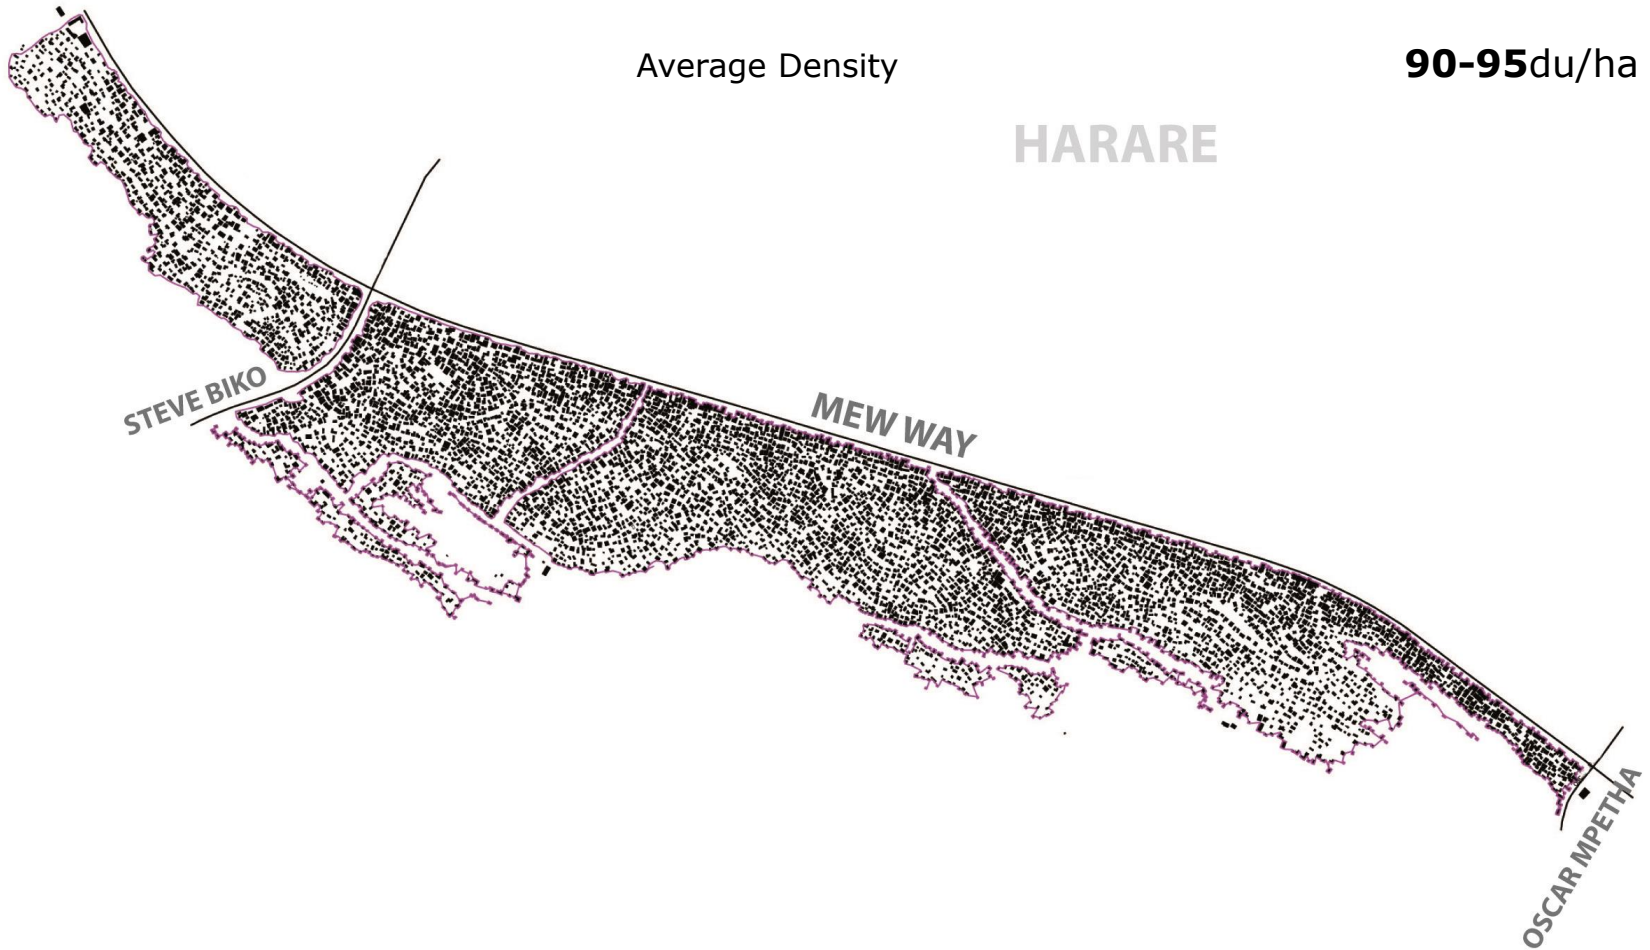 Average Density
90-95du/ha
HARARE
STEVE BIKO
MEW WAY
OSCAR MPETHA